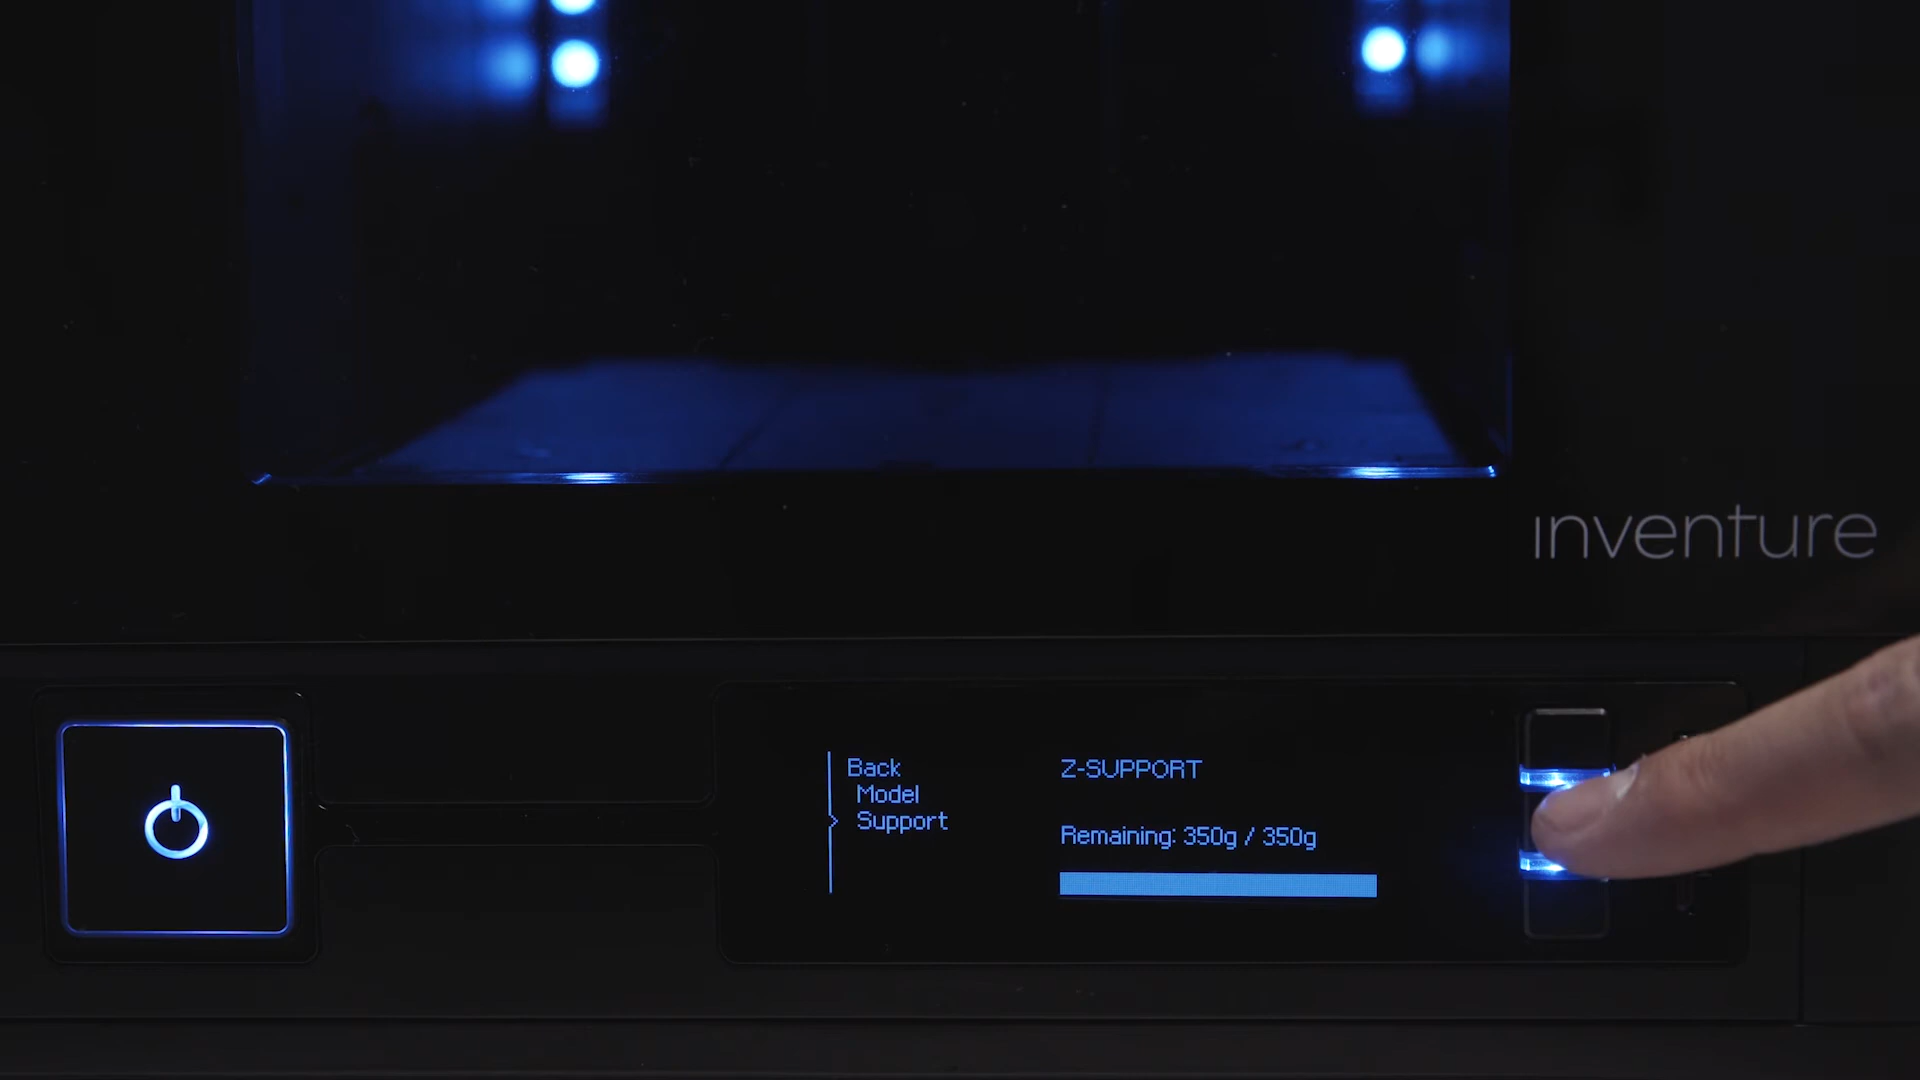 inventure
Back
Model
Support
Z-SUPPORT
Remaining: 350g / 350g